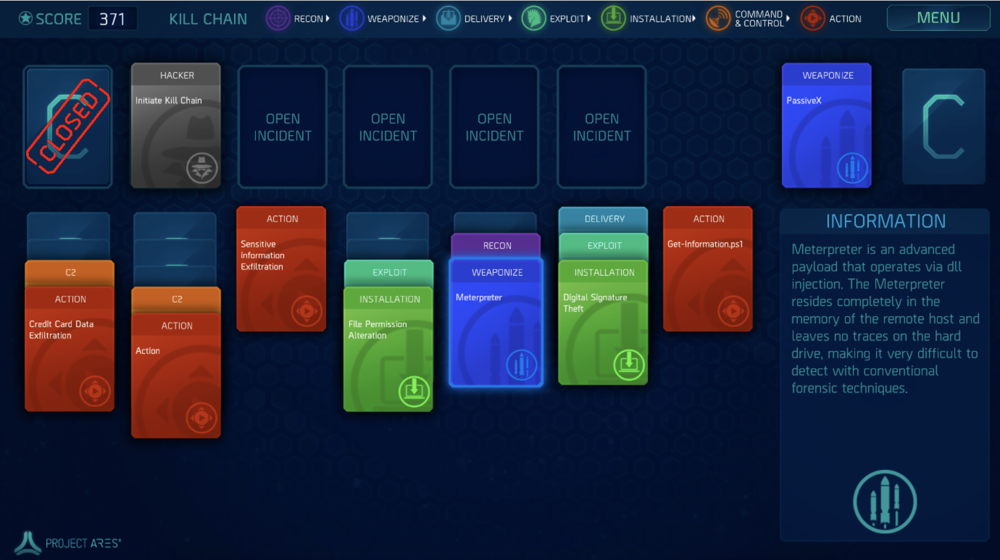 SCORE 371 KILL CHAIN RECON WEAPONIZE DELIVERY EXPLOIT INSTALLATION COMMAND & CONTROL ACTION MENU
CLOSED
HACKER
Initiate Kill Chain
OPEN
INCIDENT
OPEN
INCIDENT
OPEN
INCIDENT
OPEN
INCIDENT
WEAPONIZE
PassiveX
C
C2
ACTION
Credit Card Data
Exfiltration
C2
ACTION
Action
ACTION
Sensitive
information
Exfiltration
EXPLOIT
INSTALLATION
File Permission
Alteration
RECON
WEAPONIZE
Meterpreter
DELIVERY
EXPLOIT
INSTALLATION
Digital Signature
Theft
ACTION
Get-Information.ps1
INFORMATION
Meterpreter is an advanced
payload that operates via dll
injection. The Meterpreter
resides completely in the
memory of the remote host and
leaves no traces on the hard
drive, making it very difficult to
detect with conventional
forensic techniques.
PROJECT ARES®